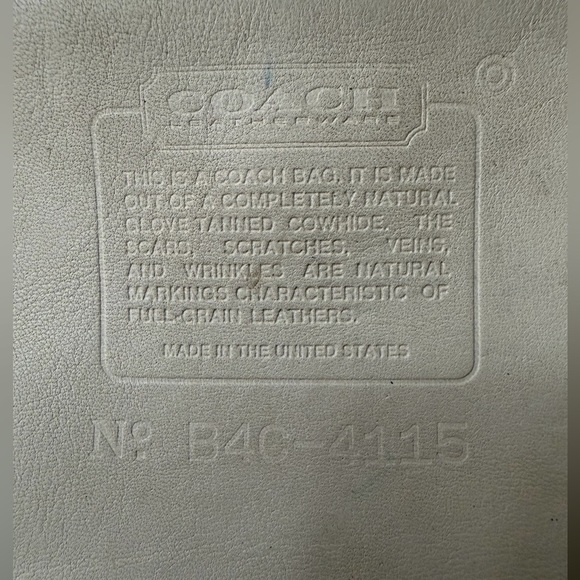 COACH
LEATHERWARE
THIS IS A COACH BAG. IT IS MADE
OUT OF A COMPLETELY NATURAL
GLOVE TANNED COWHIDE. THE
SCARS, SCRATCHES, VEINS,
AND WRINKLES ARE NATURAL
MARKINGS CHARACTERISTIC OF
FULL-GRAIN LEATHERS.
MADE IN THE UNITED STATES
Nº B4C-4115